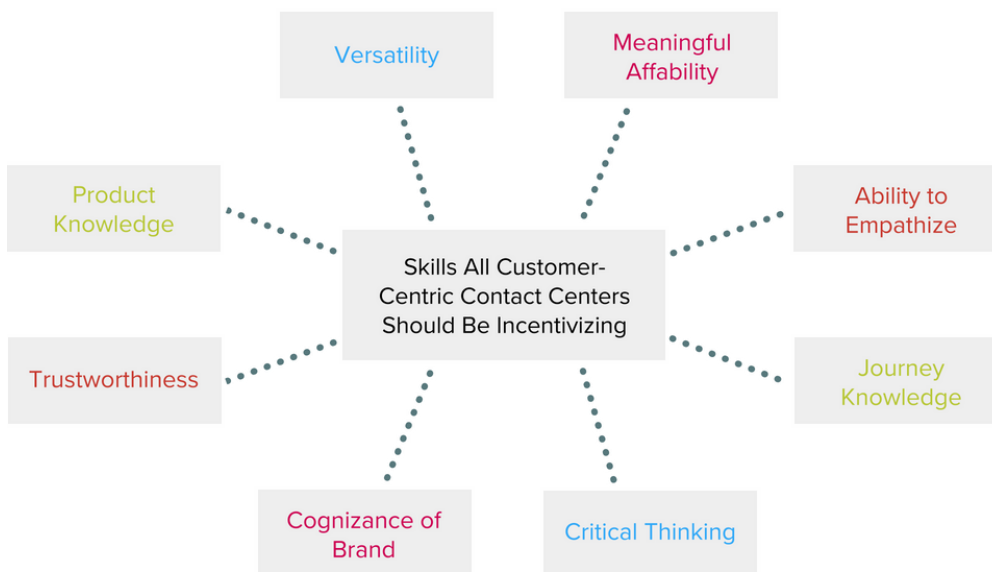 Versatility
Meaningful
Affability
Product
Knowledge
Ability to
Empathize
Skills All Customer-
Centric Contact Centers
Should Be Incentivizing
Trustworthiness
Journey
Knowledge
Cognizance of
Brand
Critical Thinking